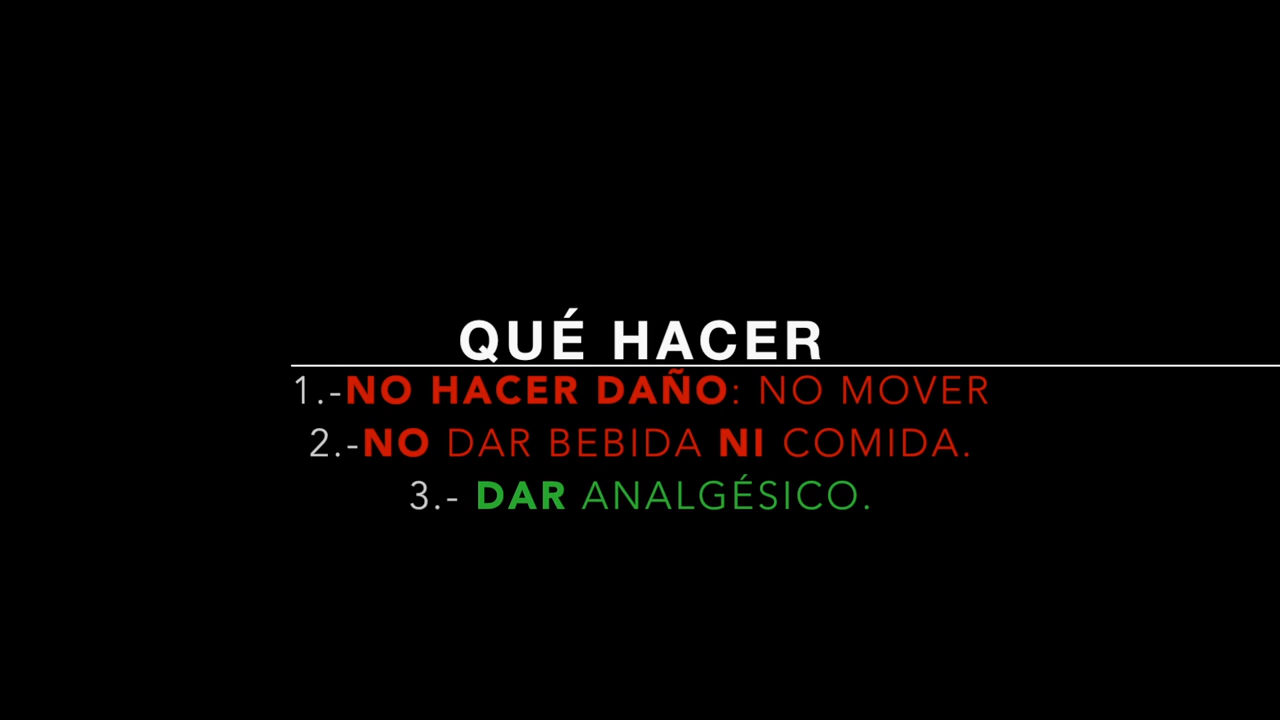 QUÉ HACER
1.-NO HACER DAÑO: NO MOVER
2.-NO DAR BEBIDA NI COMIDA.
3.- DAR ANALGÉSICO.